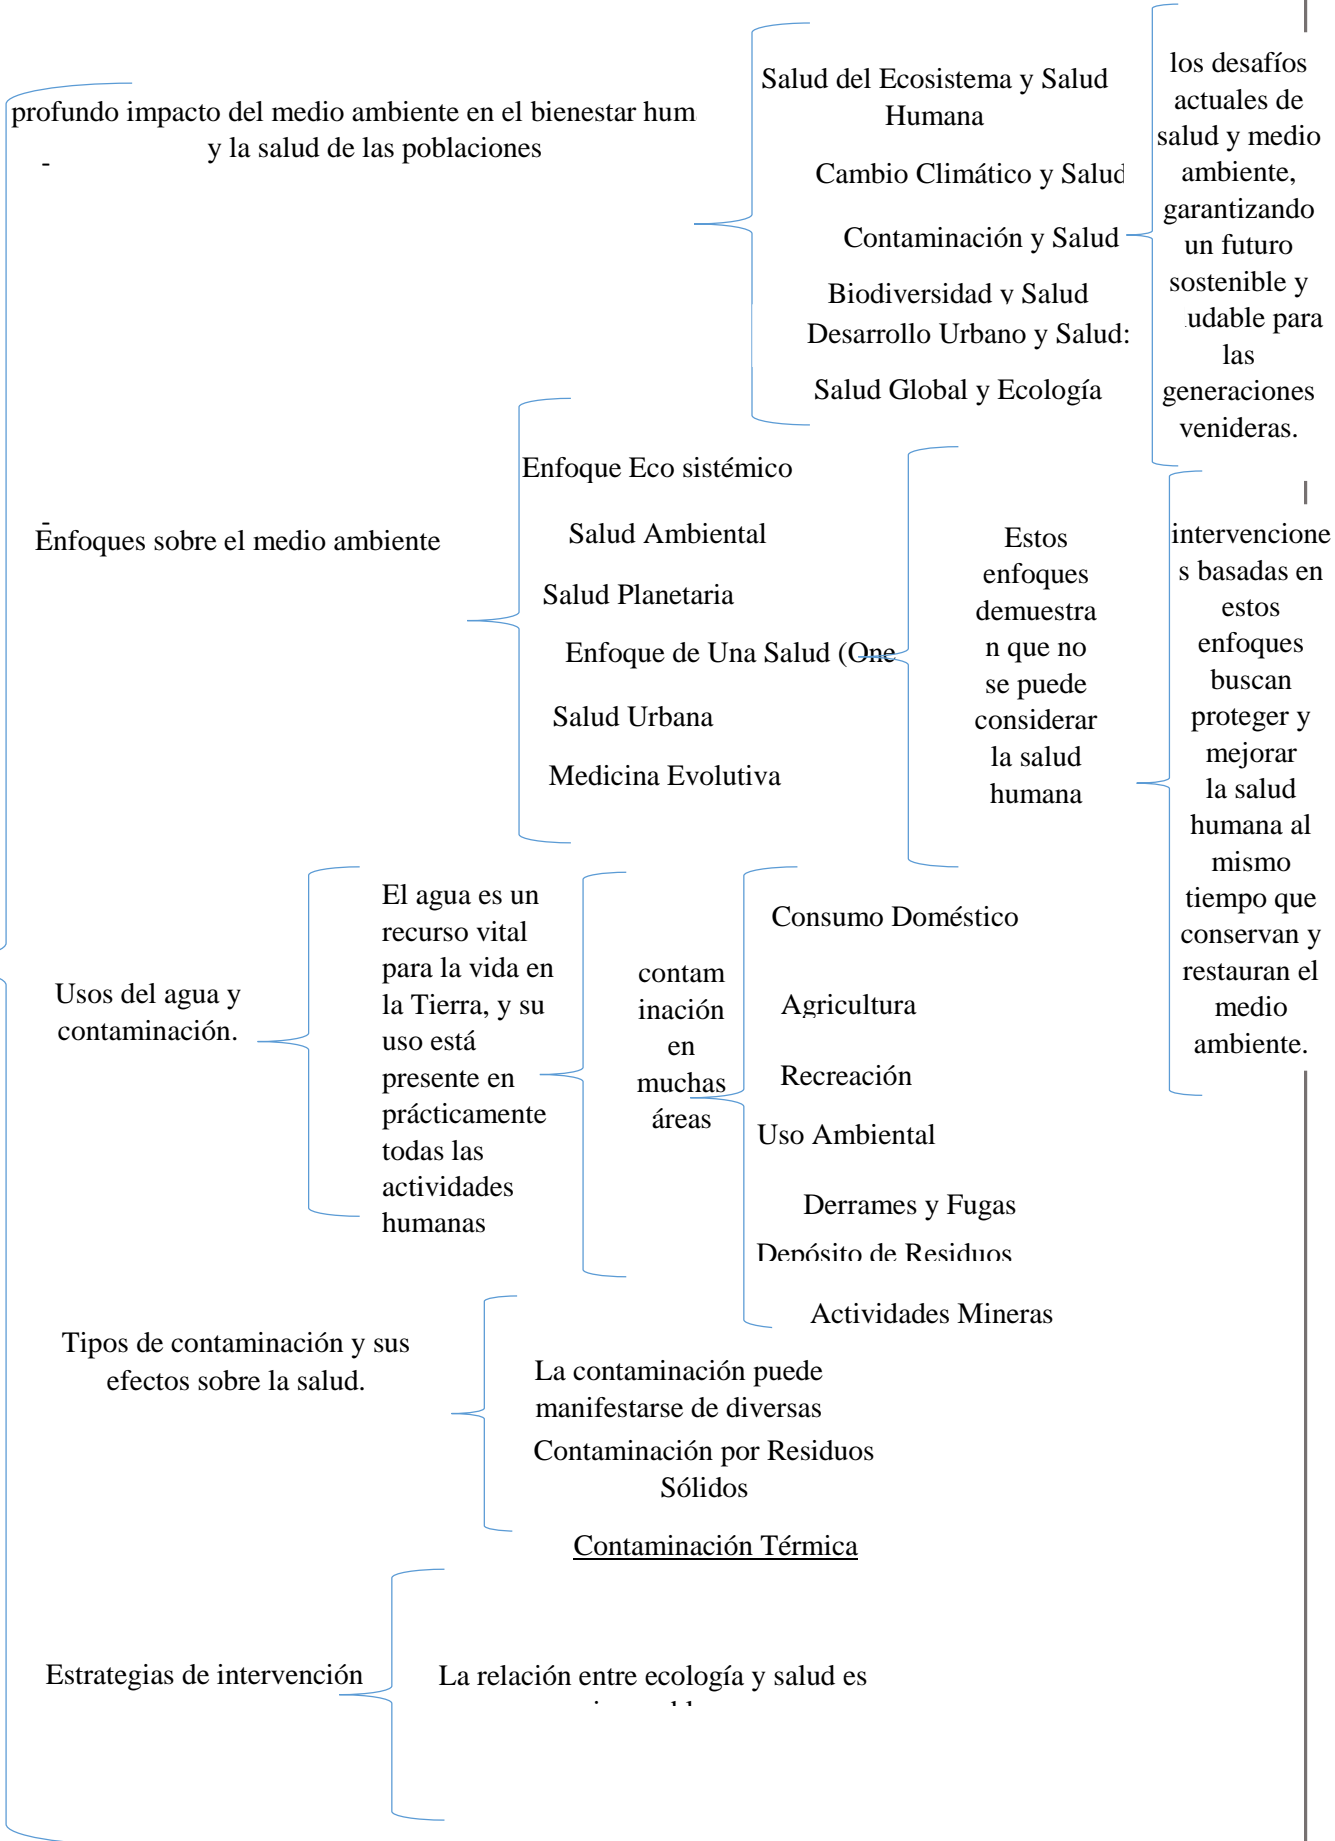 profundo impacto del medio ambiente en el bienestar hum
y la salud de las poblaciones
-
Salud del Ecosistema y Salud
Humana
Cambio Climático y Salud
Contaminación y Salud
Biodiversidad y Salud
Desarrollo Urbano y Salud:
Salud Global y Ecología
los desafíos
actuales de
salud y medio
ambiente,
garantizando
un futuro
sostenible y
udable para
las
generaciones
venideras.
-
Enfoques sobre el medio ambiente
Enfoque Eco sistémico
Salud Ambiental
Salud Planetaria
Enfoque de Una Salud (One
Salud Urbana
Medicina Evolutiva
Estos
enfoques
demuestra
n que no
se puede
considerar
la salud
humana
intervencione
s basadas en
estos
enfoques
buscan
proteger y
mejorar
la salud
humana al
mismo
tiempo que
conservan y
restauran el
medio
ambiente.
Usos del agua y
contaminación.
El agua es un
recurso vital
para la vida en
la Tierra, y su
uso está
presente en
prácticamente
todas las
actividades
humanas
contam
inación
en
muchas
áreas
Consumo Doméstico
Agricultura
Recreación
Uso Ambiental
Derrames y Fugas
Depósito de Residuos
Actividades Mineras
Tipos de contaminación y sus
efectos sobre la salud.
La contaminación puede
manifestarse de diversas
Contaminación por Residuos
Sólidos
Contaminación Térmica
Estrategias de intervención
La relación entre ecología y salud es